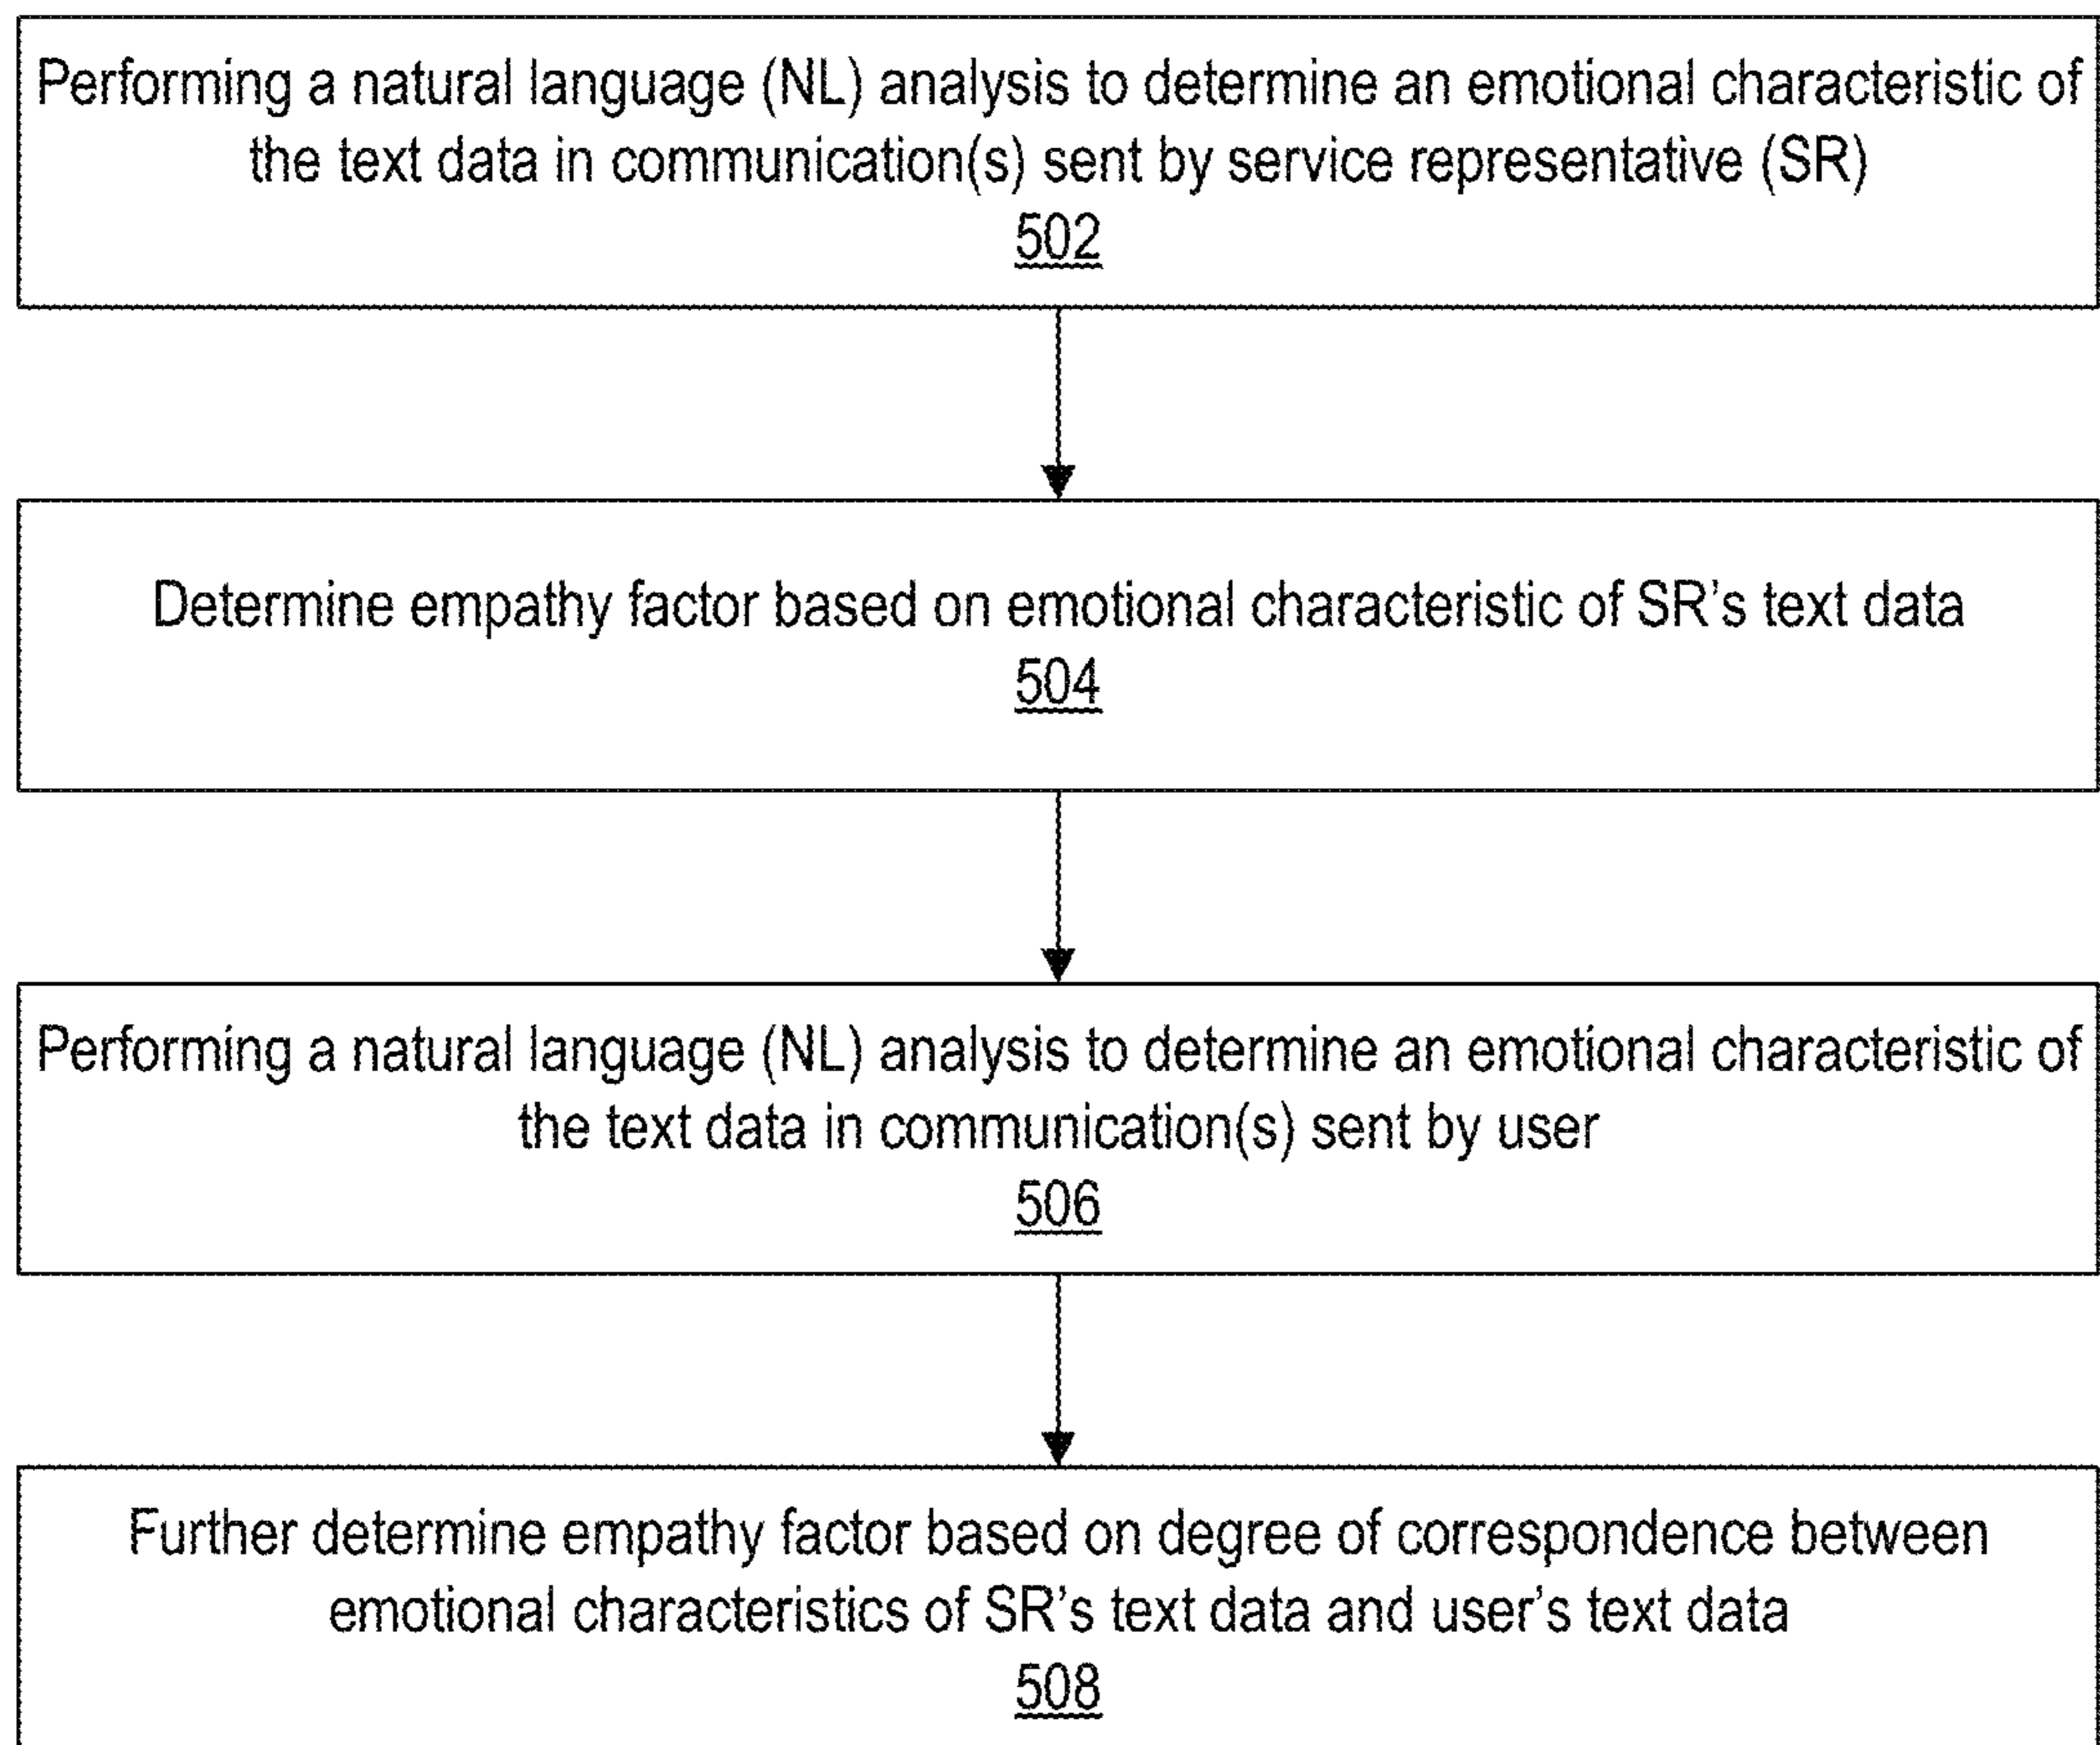 Performing a natural language (NL) analysis to determine an emotional characteristic of
the text data in communication(s) sent by service representative (SR)
502
Determine empathy factor based on emotional characteristic of SR's text data
504
Performing a natural language (NL) analysis to determine an emotional characteristic of
the text data in communication(s) sent by user
506
Further determine empathy factor based on degree of correspondence between
emotional characteristics of SR's text data and user's text data
508